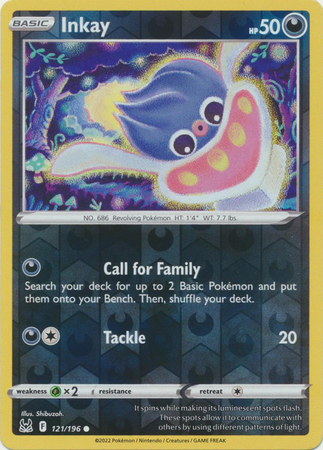 BASIC Inkay HP 50
NO. 686 Revolving Pokémon HT: 1'4" WT: 7.7 lbs.
Call for Family
Search your deck for up to 2 Basic Pokémon and put
them onto your Bench. Then, shuffle your deck.
Tackle 20
weakness ×2 resistance retreat
Illus. Shibuzoh.
It spins while making its luminescent spots flash.
These spots allow it to communicate with
others by using different patterns of light.
F 121/196
©2022 Pokémon / Nintendo / Creatures / GAME FREAK